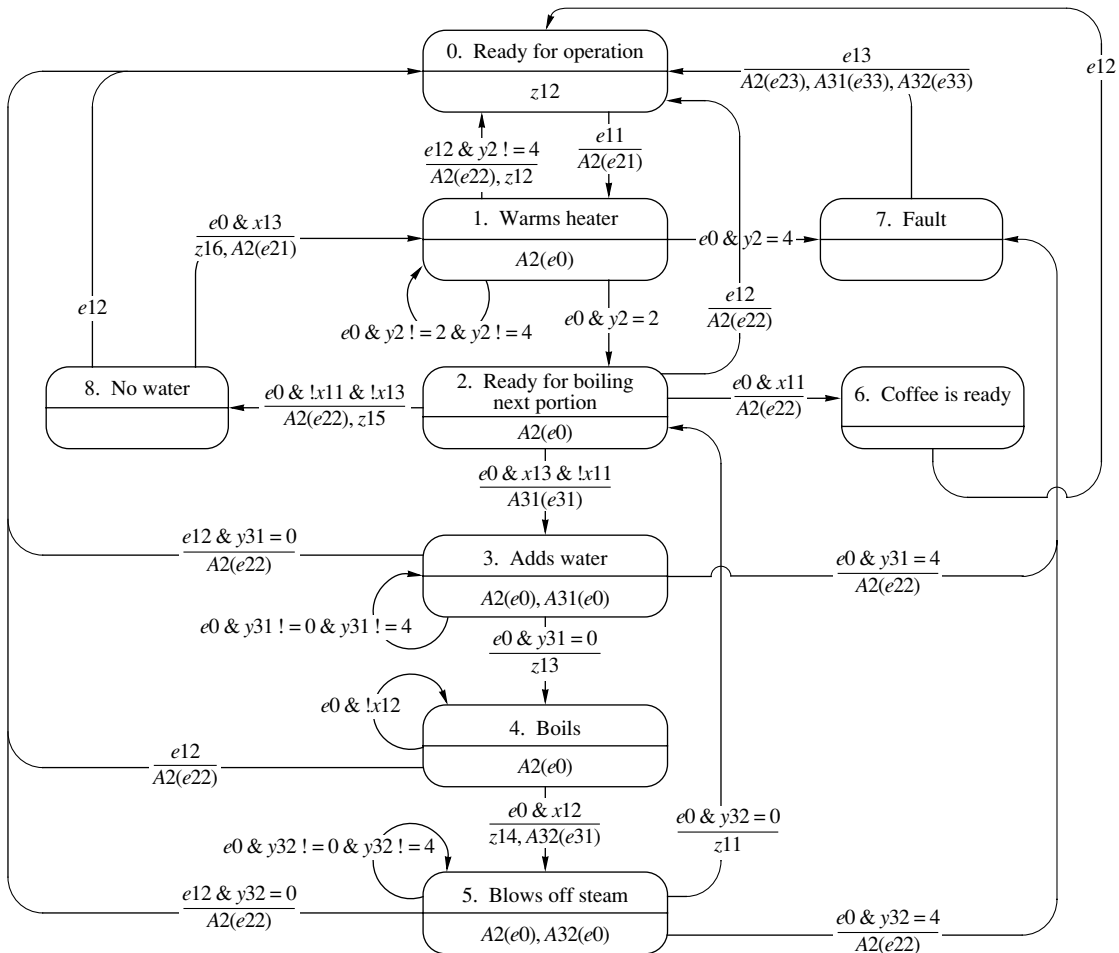 0. Ready for operation
z12
e12
e13
A2(e23), A31(e33), A32(e33)
e12 & y2 != 4
A2(e22), z12
e11
A2(e21)
e0 & x13
z16, A2(e21)
1. Warms heater
A2(e0)
e0 & y2 = 4
7. Fault
e12
e0 & y2 != 2 & y2 != 4
e0 & y2 = 2
e12
A2(e22)
8. No water
e0 & !x11 & !x13
A2(e22), z15
2. Ready for boiling
next portion
A2(e0)
e0 & x11
A2(e22)
6. Coffee is ready
e0 & x13 & !x11
A31(e31)
e12 & y31 = 0
A2(e22)
3. Adds water
A2(e0), A31(e0)
e0 & y31 = 4
A2(e22)
e0 & y31 != 0 & y31 != 4
e0 & y31 = 0
z13
e0 & !x12
4. Boils
A2(e0)
e12
A2(e22)
e0 & x12
z14, A32(e31)
e0 & y32 = 0
z11
e0 & y32 != 0 & y32 != 4
e12 & y32 = 0
A2(e22)
5. Blows off steam
A2(e0), A32(e0)
e0 & y32 = 4
A2(e22)